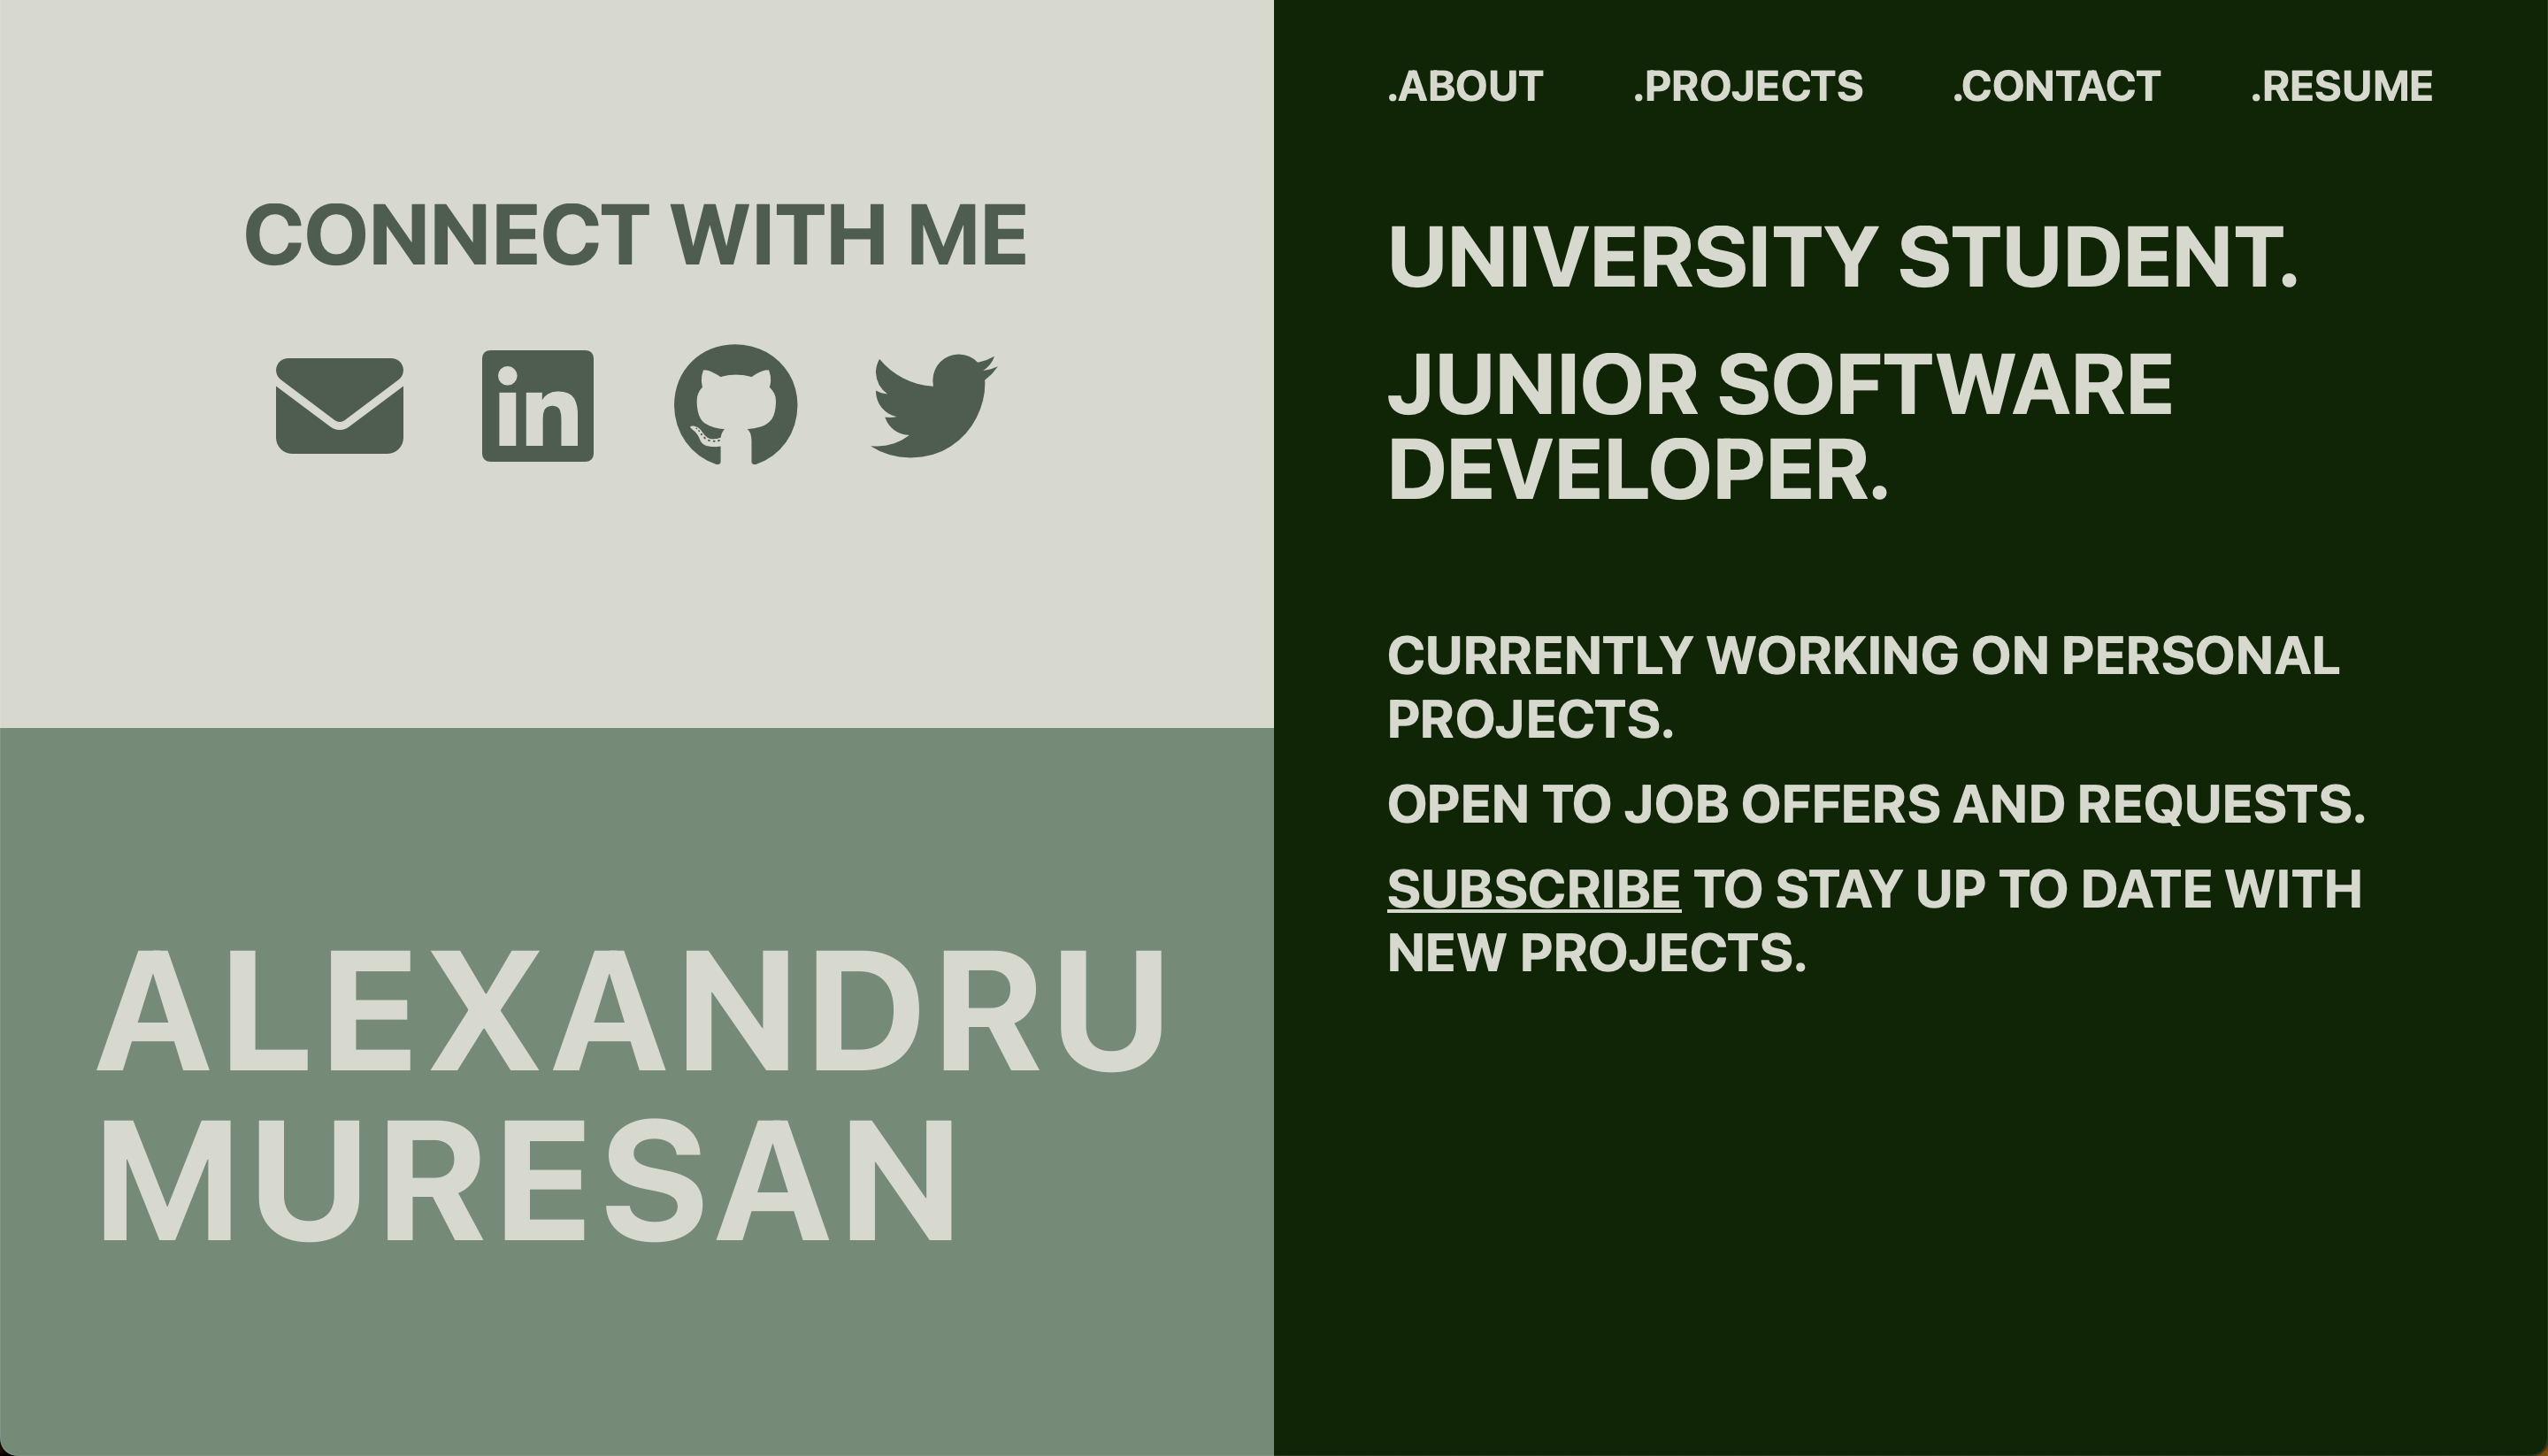 CONNECT WITH ME
in
ALEXANDRU
MURESAN
.ABOUT .PROJECTS .CONTACT .RESUME
UNIVERSITY STUDENT.
JUNIOR SOFTWARE
DEVELOPER.
CURRENTLY WORKING ON PERSONAL
PROJECTS.
OPEN TO JOB OFFERS AND REQUESTS.
SUBSCRIBE TO STAY UP TO DATE WITH
NEW PROJECTS.